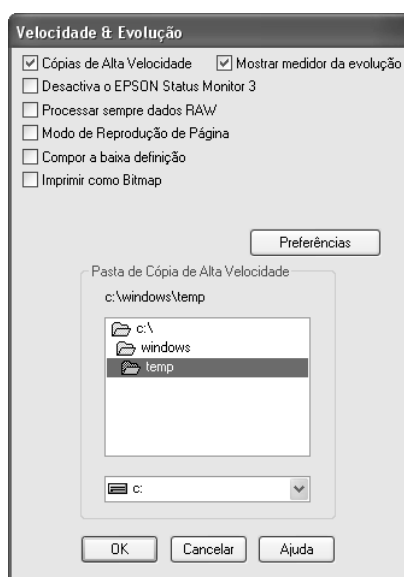 Velocidade & Evolução
Cópias de Alta Velocidade Mostrar medidor da evolução
Desactiva o EPSON Status Monitor 3
Processar sempre dados RAW
Modo de Reprodução de Página
Compor a baixa definição
Imprimir como Bitmap
Preferências
Pasta de Cópia de Alta Velocidade
c:\windows\temp
c:\
windows
temp
c:
OK Cancelar Ajuda